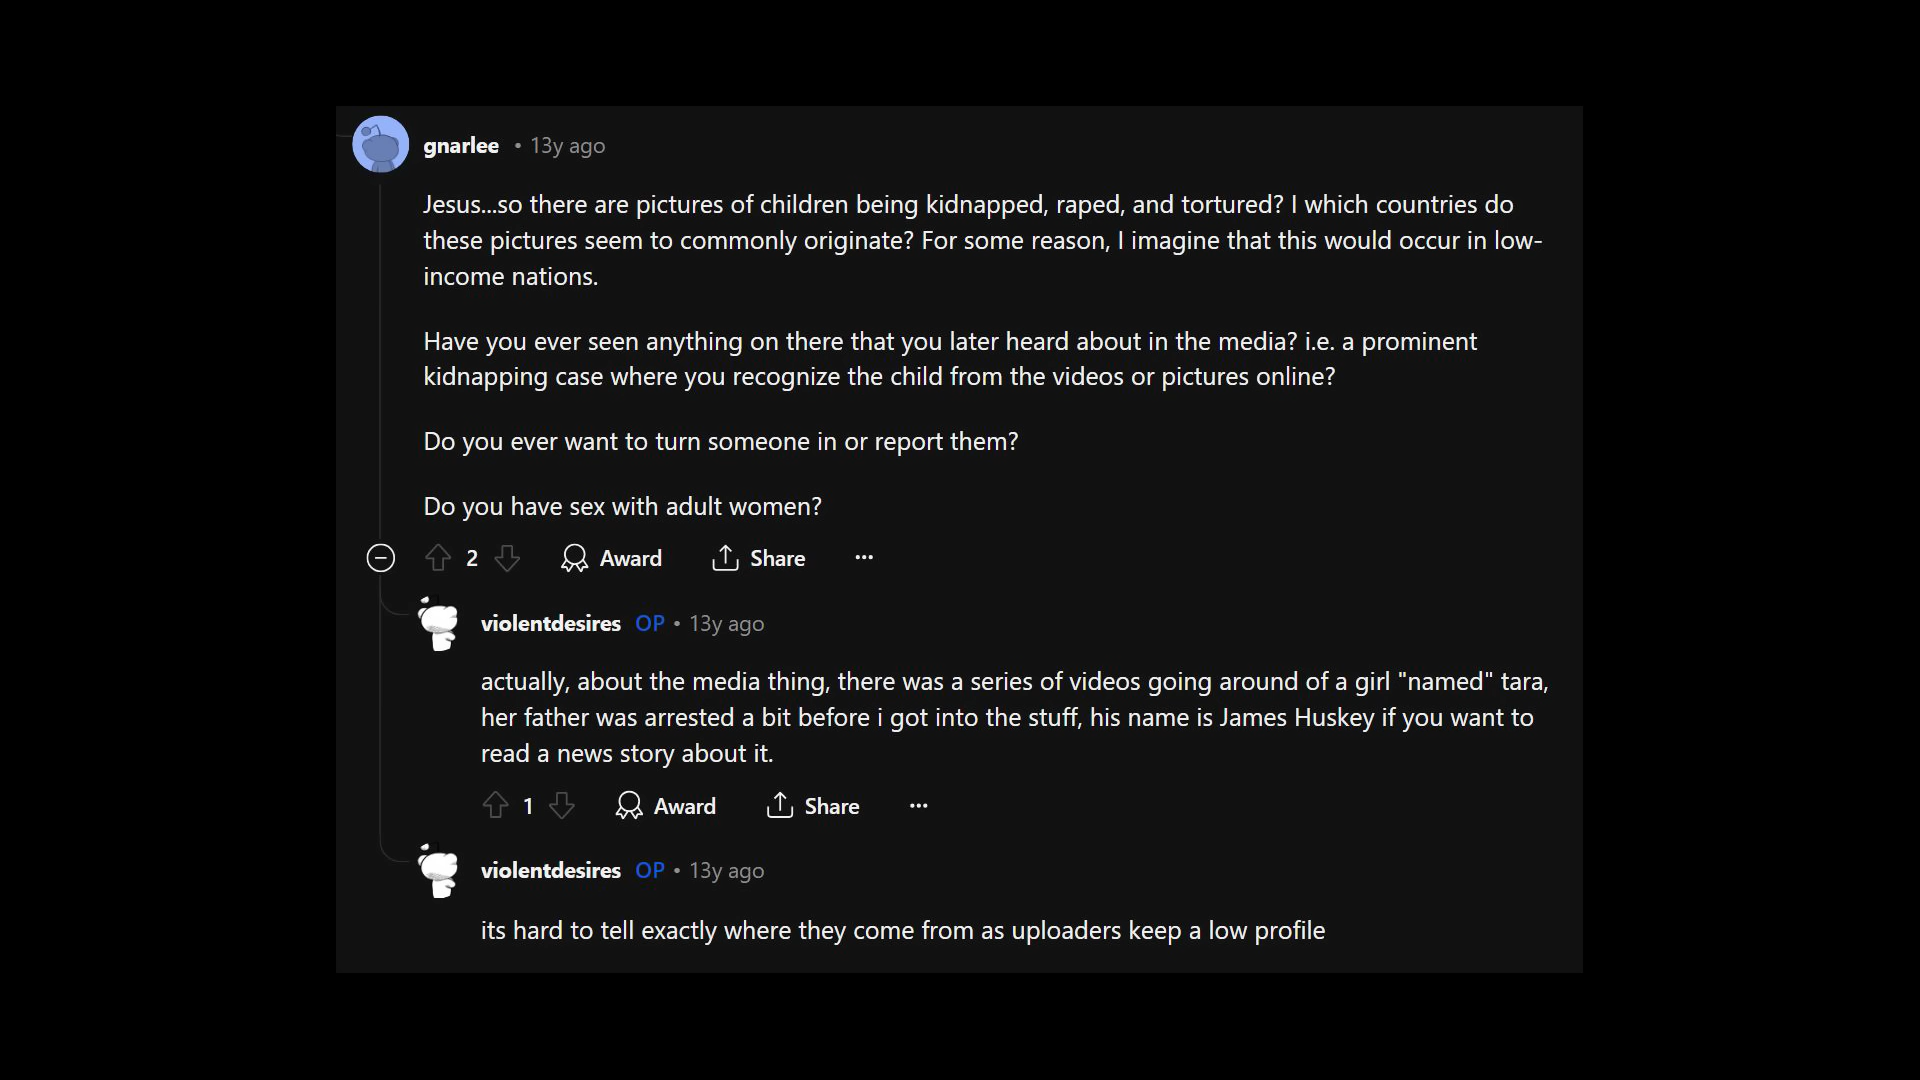 gnarlee • 13y ago
Jesus...so there are pictures of children being kidnapped, raped, and tortured? I which countries do
these pictures seem to commonly originate? For some reason, I imagine that this would occur in low-
income nations.
Have you ever seen anything on there that you later heard about in the media? i.e. a prominent
kidnapping case where you recognize the child from the videos or pictures online?
Do you ever want to turn someone in or report them?
Do you have sex with adult women?
2 Award Share ...
violentdesires OP • 13y ago
actually, about the media thing, there was a series of videos going around of a girl "named" tara,
her father was arrested a bit before i got into the stuff, his name is James Huskey if you want to
read a news story about it.
1 Award Share ...
violentdesires OP • 13y ago
its hard to tell exactly where they come from as uploaders keep a low profile